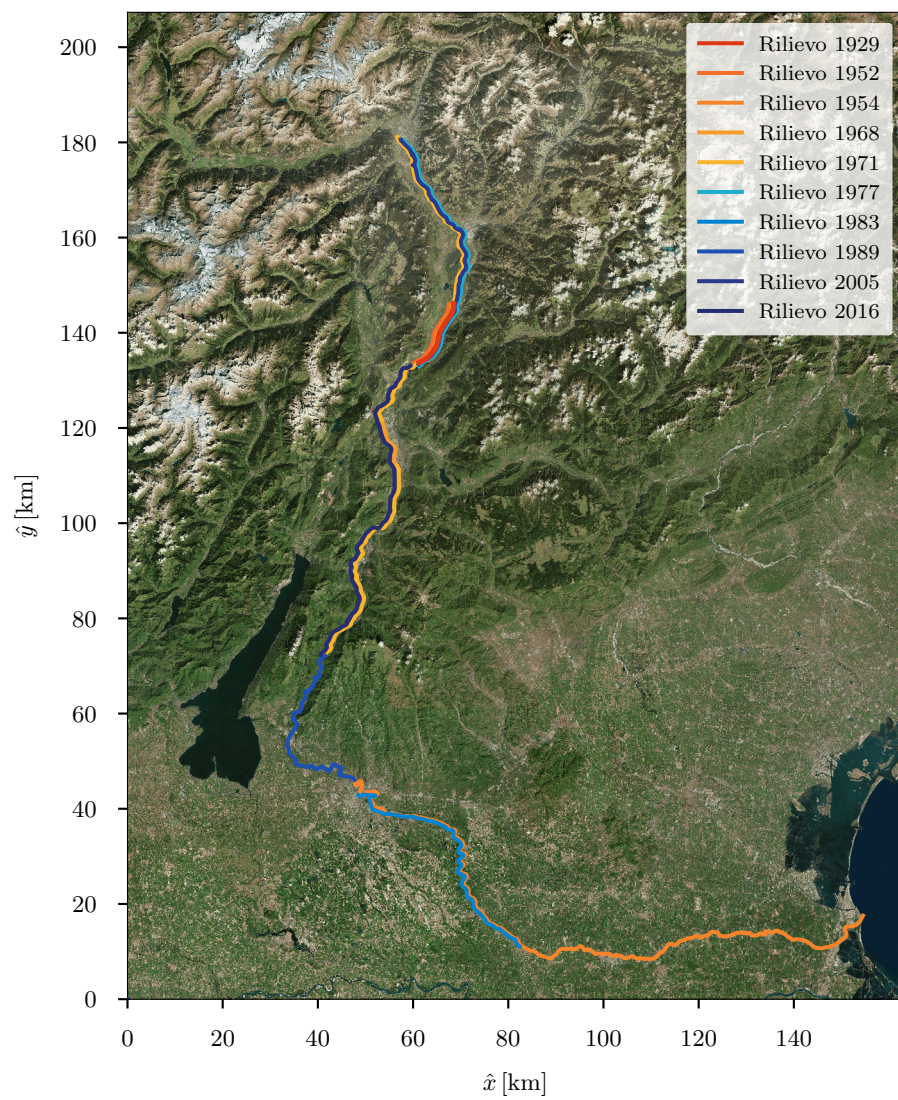 Rilievo 1929
Rilievo 1952
Rilievo 1954
Rilievo 1968
Rilievo 1971
Rilievo 1977
Rilievo 1983
Rilievo 1989
Rilievo 2005
Rilievo 2016
200
180
160
140
120
100
80
60
40
20
0
ŷ [km]
0 20 40 60 80 100 120 140
x̂ [km]